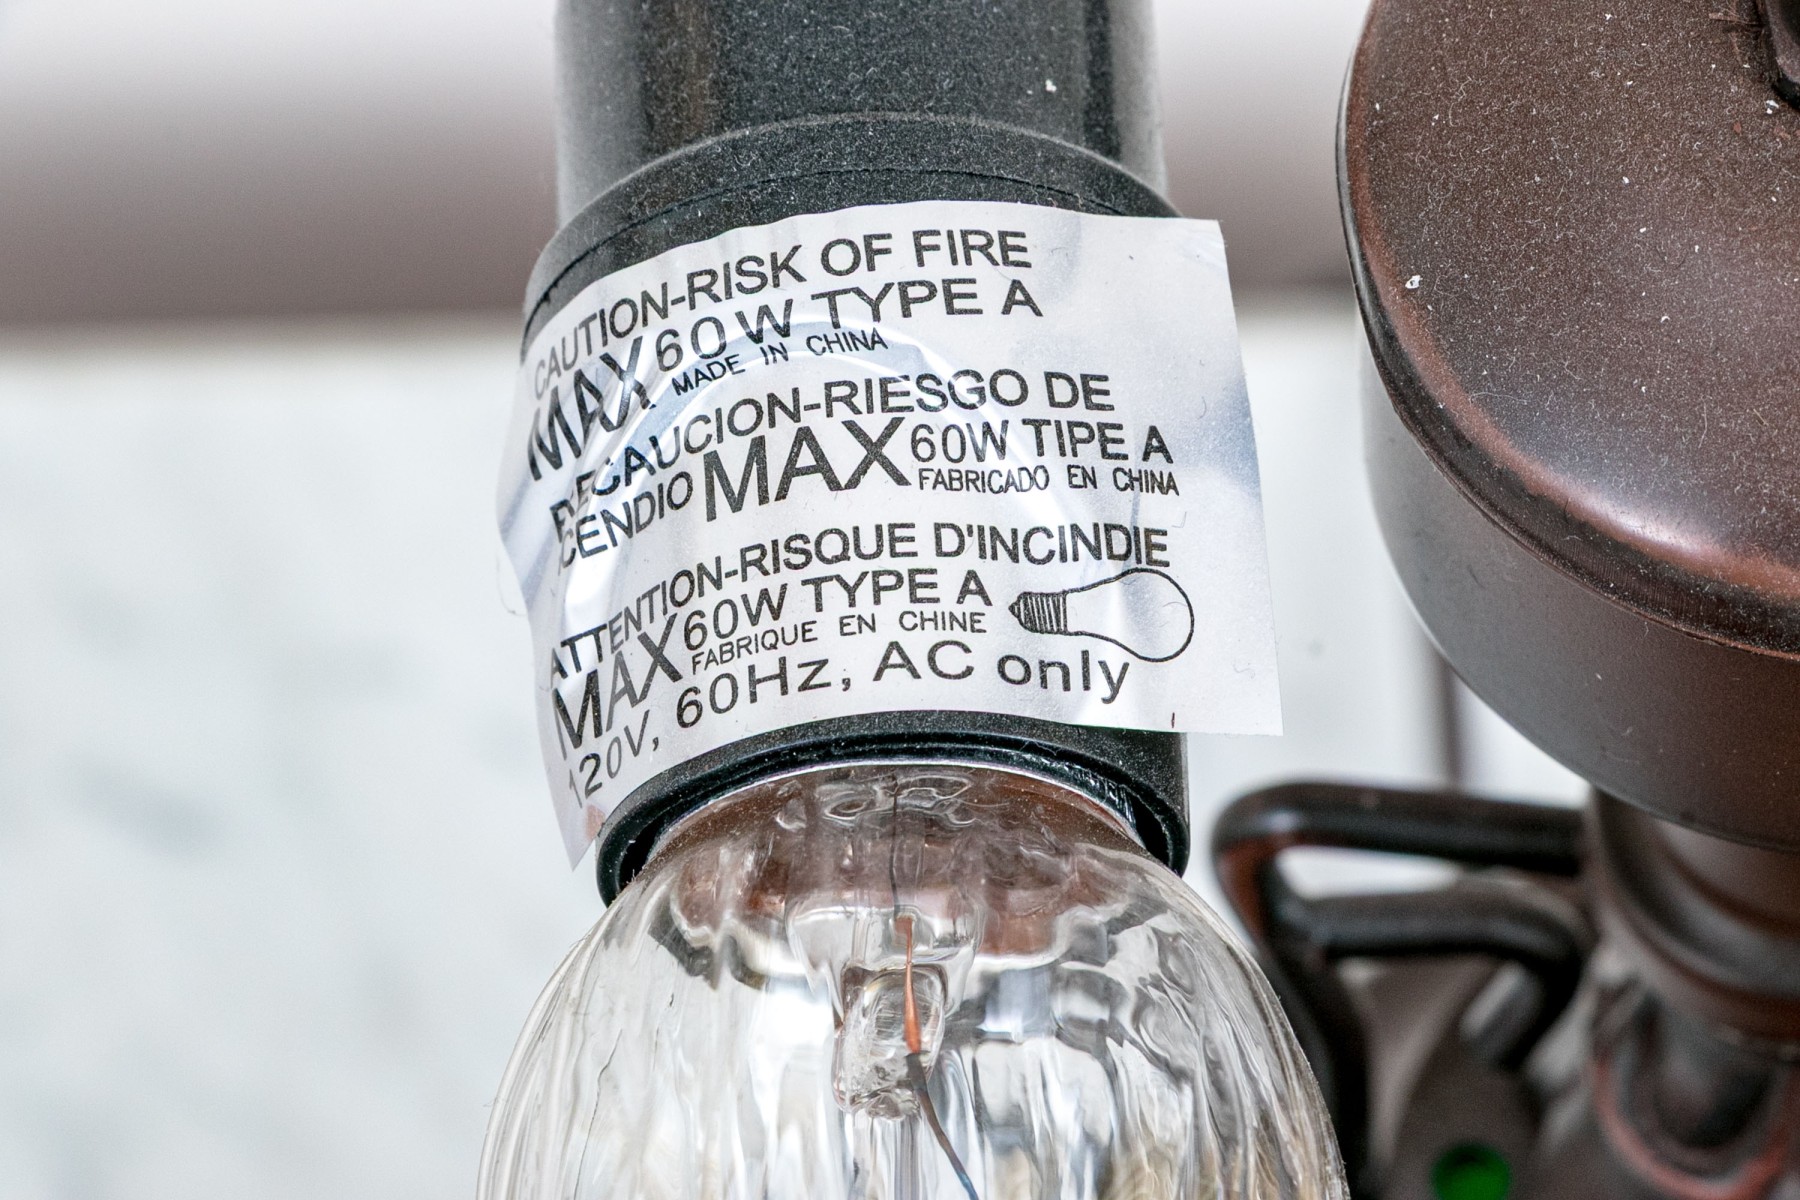 CAUTION-RISK OF FIRE
MAX 60W TYPE A
MADE IN CHINA
PRECAUCION-RIESGO DE
CENDIO MAX 60W TIPE A
FABRICADO EN CHINA
ATTENTION-RISQUE D'INCINDIE
MAX 60W TYPE A
FABRIQUE EN CHINE
120V, 60Hz, AC only